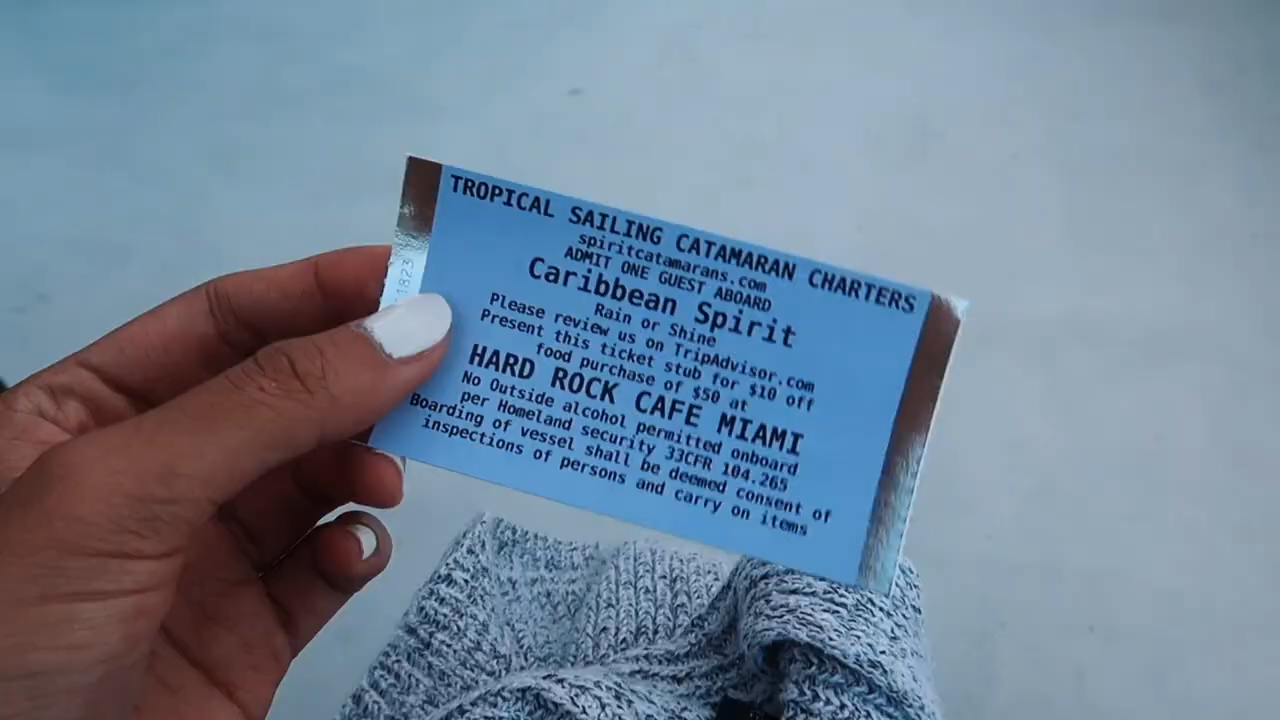 TROPICAL SAILING CATAMARAN CHARTERS
spiritcatamarans.com
ADMIT ONE GUEST ABOARD
Caribbean Spirit
Rain or Shine
Please review us on TripAdvisor.com
Present this ticket stub for $10 off
food purchase of $50 at
HARD ROCK CAFE MIAMI
No Outside alcohol permitted onboard
per Homeland security 33CFR 104.265
Boarding of vessel shall be deemed consent of
inspections of persons and carry on items
1823